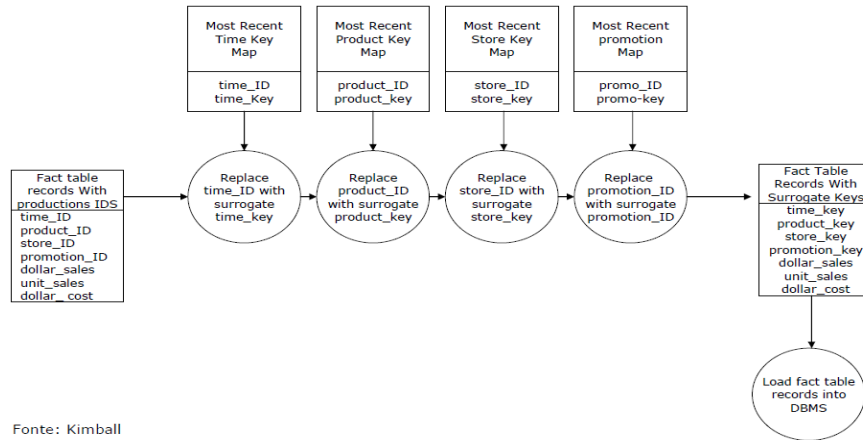 Most Recent
Time Key
Map
time_ID
time_Key
Most Recent
Product Key
Map
product_ID
product_key
Most Recent
Store Key
Map
store_ID
store_key
Most Recent
promotion
Map
promo_ID
promo-key
Fact table
records With
productions IDS
time_ID
product_ID
store_ID
promotion_ID
dollar_sales
unit_sales
dollar_ cost
Replace
time_ID with
surrogate
time_key
Replace
product_ID
with surrogate
product_key
Replace
store_ID with
surrogate
store_key
Replace
promotion_ID
with surrogate
promotion_ID
Fact Table
Records With
Surrogate Keys
time_key
product_key
store_key
promotion_key
dollar_sales
unit_sales
dollar_cost
Load fact table
records into
DBMS
Fonte: Kimball